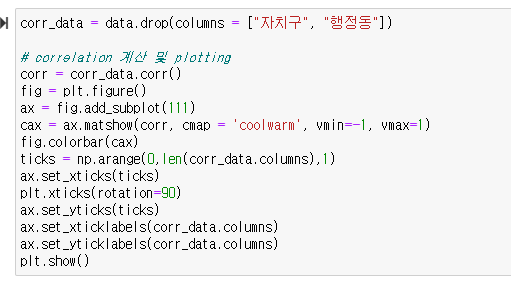 corr_data = data.drop(columns = ["자치구", "행정동"])
# correlation 계산 및 plotting
corr = corr_data.corr()
fig = plt.figure()
ax = fig.add_subplot(111)
cax = ax.matshow(corr, cmap = 'coolwarm', vmin=-1, vmax=1)
fig.colorbar(cax)
ticks = np.arange(0,len(corr_data.columns),1)
ax.set_xticks(ticks)
plt.xticks(rotation=90)
ax.set_yticks(ticks)
ax.set_xticklabels(corr_data.columns)
ax.set_yticklabels(corr_data.columns)
plt.show()